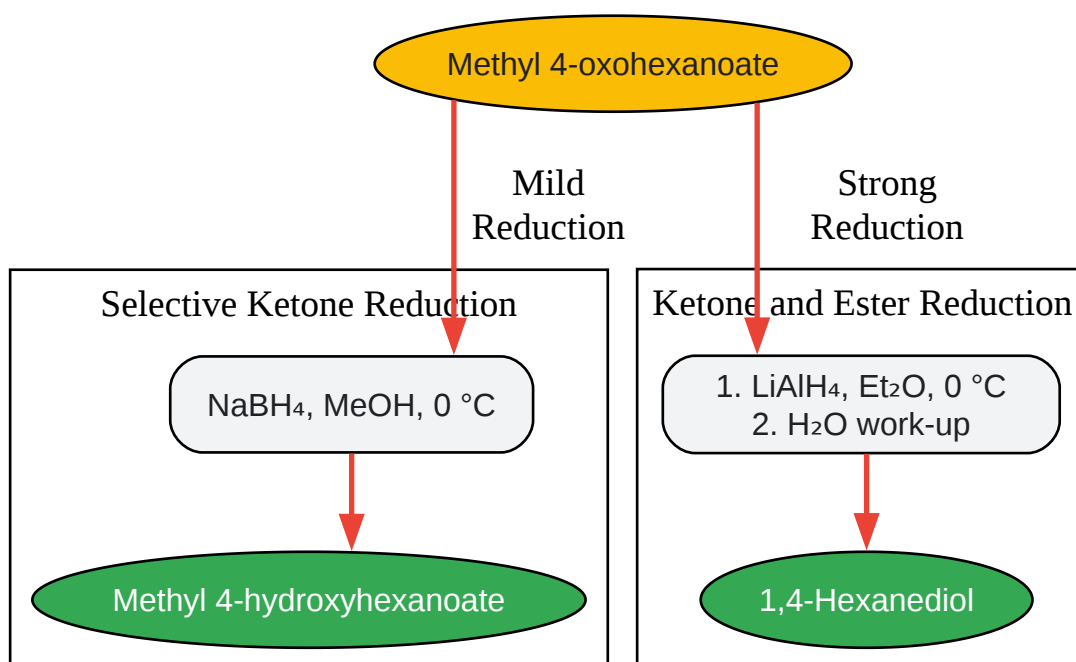 Methyl 4-oxohexanoate
Mild
Reduction
Strong
Reduction
Selective Ketone Reduction
NaBH₄, MeOH, 0 °C
Methyl 4-hydroxyhexanoate
Ketone and Ester Reduction
1. LiAlH₄, Et₂O, 0 °C
2. H₂O work-up
1,4-Hexanediol